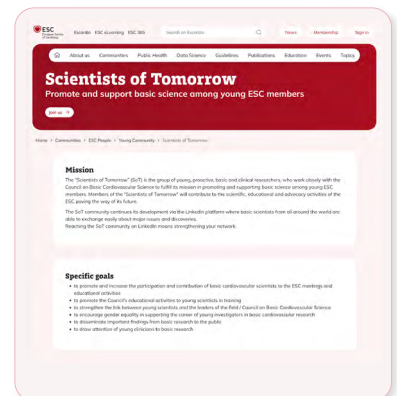 ESC
European Society
of Cardiology
Escardio ESC eLearning ESC 365 Search on Escardio News Membership Sign in
About us Communities Public Health Data Science Guidelines Publications Education Events Topics
Scientists of Tomorrow
Promote and support basic science among young ESC members
Join us →
Home > Communities > ESC People > Young Community > Scientists of Tomorrow
Mission
The "Scientists of Tomorrow" (SoT) is the group of young, proactive, basic and clinical researchers, who work closely with the
Council on Basic Cardiovascular Science to fulfil its mission in promoting and supporting basic science among young ESC
members. Members of the "Scientists of Tomorrow" will contribute to the scientific, educational and advocacy activities of the
ESC paving the way of its future.
The SoT community continues its development via the LinkedIn platform where basic scientists from all around the world are
able to exchange easily about major issues and discoveries.
Reaching the SoT community on LinkedIn means strengthening your network.
Specific goals
• to promote and increase the participation and contribution of basic cardiovascular scientists to the ESC meetings and
educational activities
• to promote the Council's educational activities to young scientists in training
• to strengthen the link between young scientists and the leaders of the field / Council on Basic Cardiovascular Science
• to encourage gender equality in supporting the career of young investigators in basic cardiovascular research
• to disseminate important findings from basic research to the public
• to draw attention of young clinicians to basic research